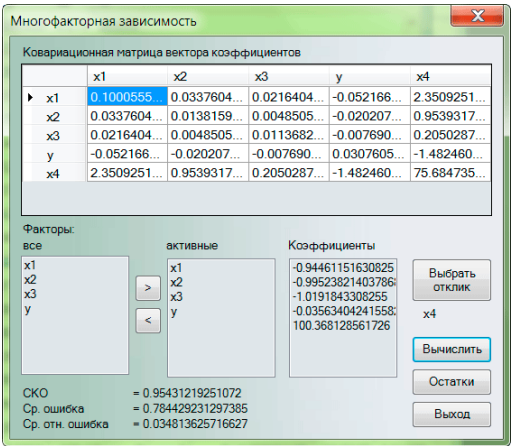 Многофакторная зависимость
Ковариационная матрица вектора коэффициентов
x1 x2 x3 y x4
x1 0.1000555... 0.0337604... 0.0216404... -0.052166... 2.3509251...
x2 0.0337604... 0.0138159... 0.0048505... -0.020207... 0.9539317...
x3 0.0216404... 0.0048505... 0.0113682... -0.007690... 0.2050287...
y -0.052166... -0.020207... -0.007690... 0.0307605... -1.482460...
x4 2.3509251... 0.9539317... 0.2050287... -1.482460... 75.684735...
Факторы:
все активные Коэффициенты
x1 x1 -0.94461151630825
x2 x2 -0.99523821403786
x3 > x3 -1.0191843308255
y y -0.03563404241558
< 100.368128561726
Выбрать
отклик
x4
Вычислить
Остатки
Выход
СКО = 0.95431219251072
Ср. ошибка = 0.784429231297385
Ср. отн. ошибка = 0.034813625716627